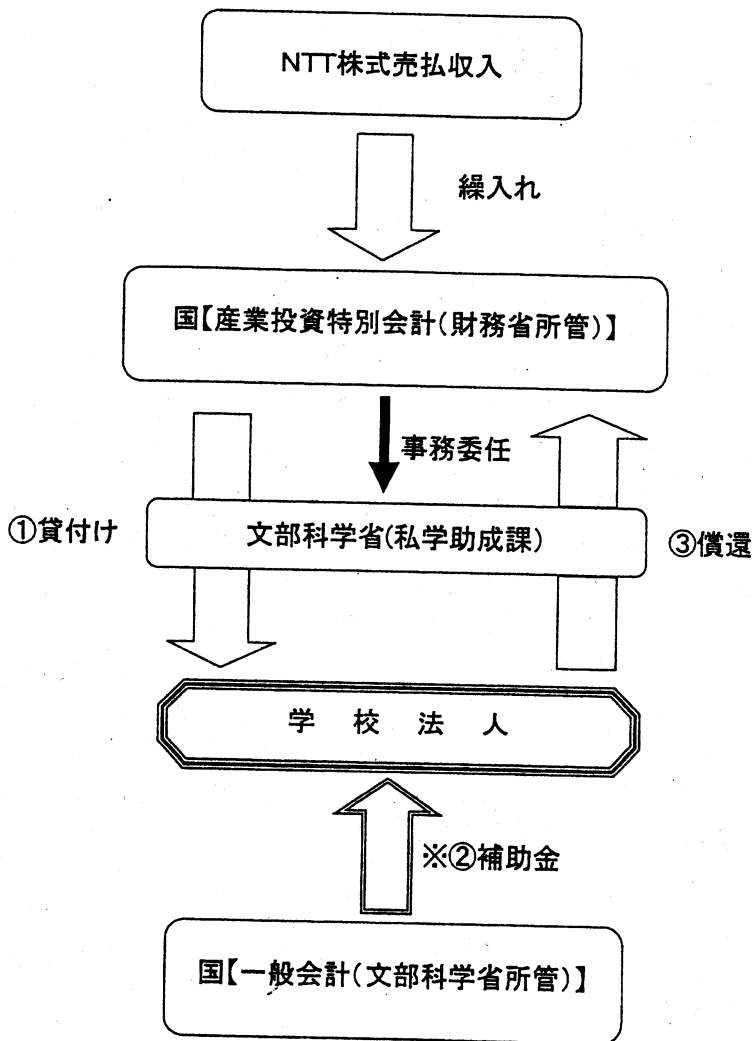 NTT株式売払収入
繰入れ
国【産業投資特別会計(財務省所管)】
事務委任
①貸付け
文部科学省(私学助成課)
③償還
学 校 法 人
※②補助金
国【一般会計(文部科学省所管)】